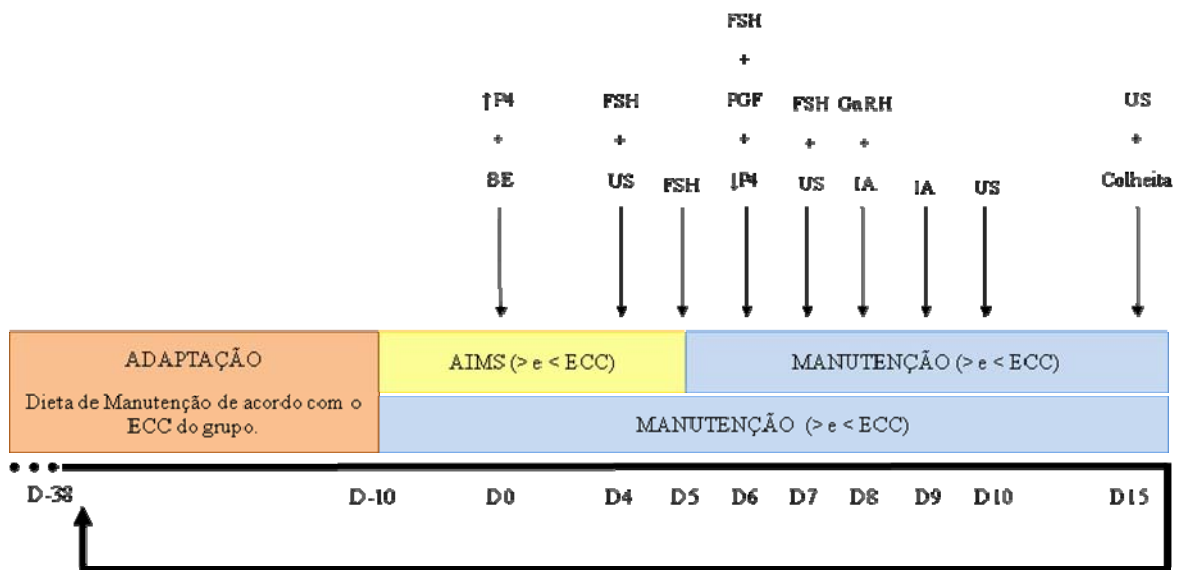 FSH
+
↑P4 FSH PGF FSH GnRH US
+ + + + + +
BE US FSH ↓P4 US IA IA US Colheita
ADAPTAÇÃO
Dieta de Manutenção de acordo com o
ECC do grupo.
AIMS (> e < ECC)
MANUTENÇÃO (> e < ECC)
MANUTENÇÃO (> e < ECC)
D-38 D-10 D0 D4 D5 D6 D7 D8 D9 D10 D15